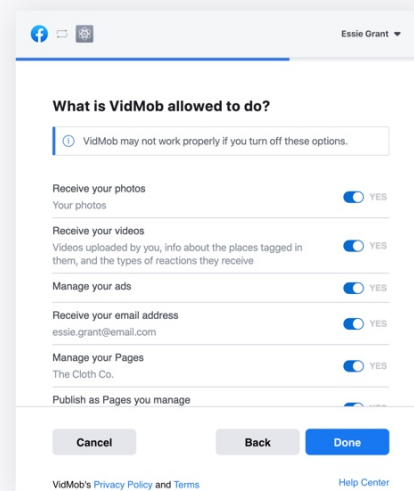 Essie Grant
What is VidMob allowed to do?
VidMob may not work properly if you turn off these options.
Receive your photos
Your photos
YES
Receive your videos
Videos uploaded by you, info about the places tagged in
them, and the types of reactions they receive
YES
Manage your ads
YES
Receive your email address
essie.grant@email.com
YES
Manage your Pages
The Cloth Co.
YES
Publish as Pages you manage
YES
Cancel
Back
Done
VidMob's Privacy Policy and Terms
Help Center